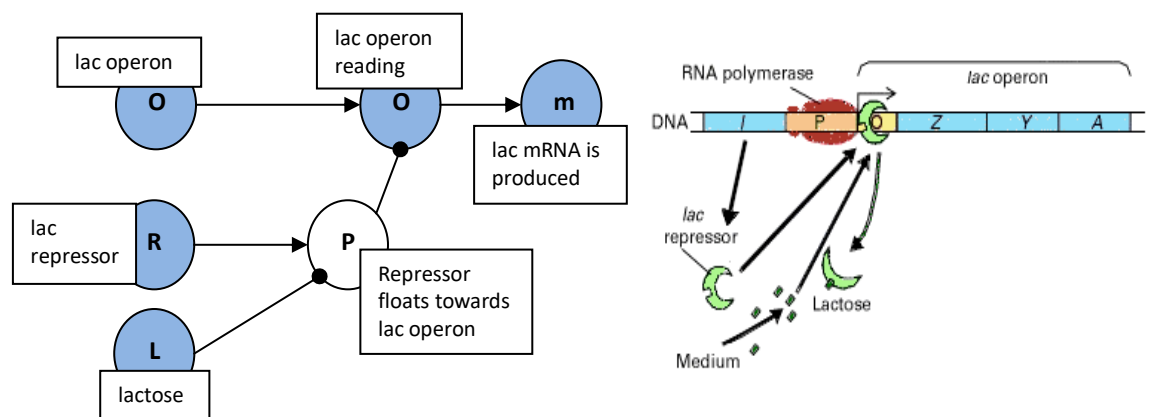 lac operon
O
lac operon
reading
O
m
lac mRNA is
produced
lac
repressor
R
P
Repressor
floats towards
lac operon
L
lactose
RNA polymerase
lac operon
DNA
I
P
O
Z
Y
A
lac
repressor
Lactose
Medium